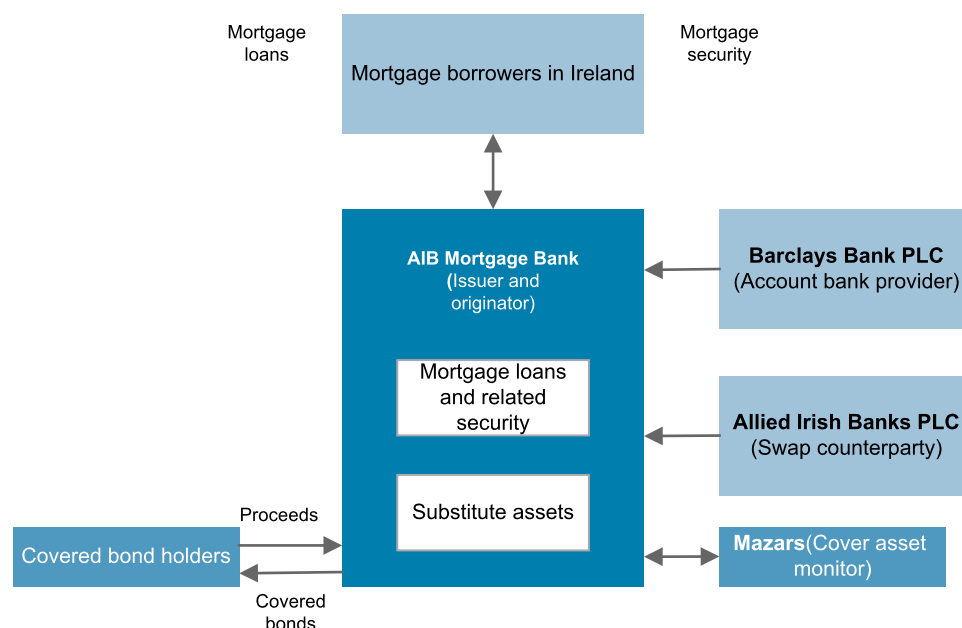 Mortgage
loans
Mortgage borrowers in Ireland
Mortgage
security
AIB Mortgage Bank
(Issuer and
originator)
Barclays Bank PLC
(Account bank provider)
Mortgage loans
and related
security
Allied Irish Banks PLC
(Swap counterparty)
Substitute assets
Proceeds
Covered bond holders
Mazars(Cover asset
monitor)
Covered
bonds